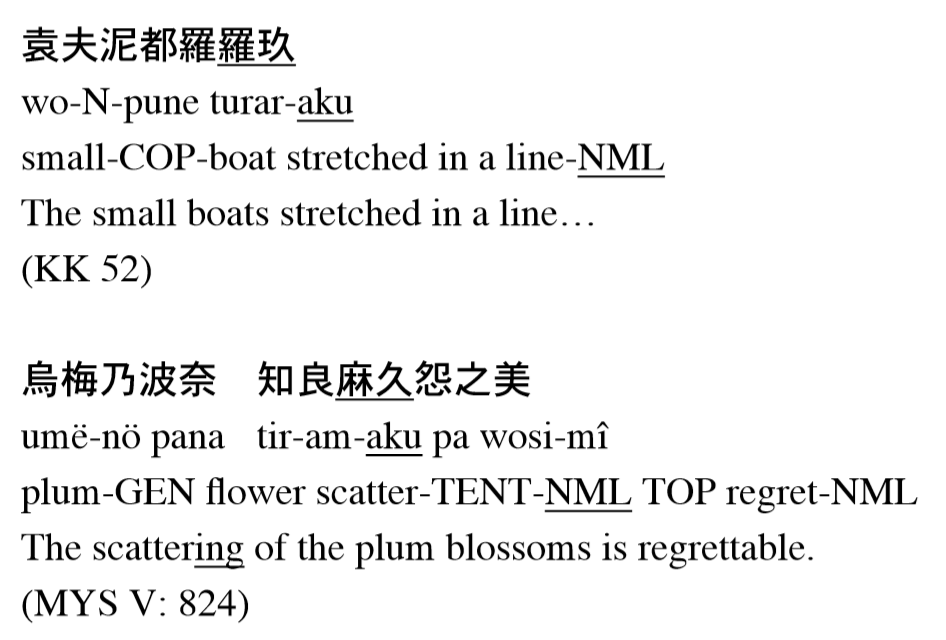 袁夫泥都羅羅玖
wo-N-pune turar-aku
small-COP-boat stretched in a line-NML
The small boats stretched in a line…
(KK 52)
烏梅乃波奈　知良麻久怨之美
umë-nö pana tir-am-aku pa wosi-mî
plum-GEN flower scatter-TENT-NML TOP regret-NML
The scattering of the plum blossoms is regrettable.
(MYS V: 824)